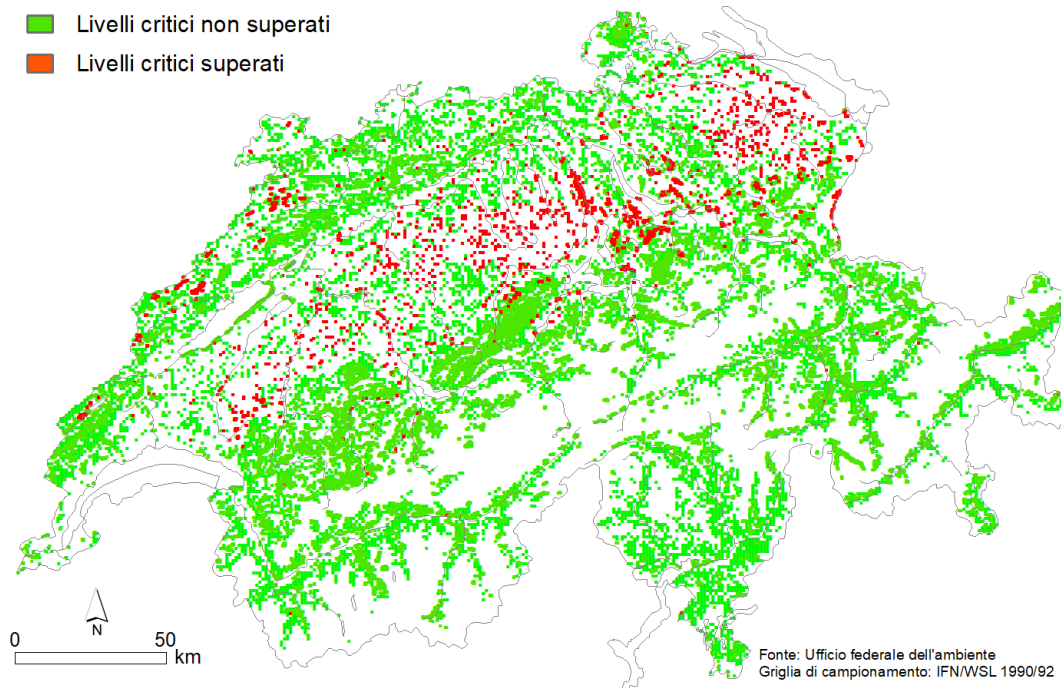 Livelli critici non superati
Livelli critici superati
N
0 50
km
Fonte: Ufficio federale dell'ambiente
Griglia di campionamento: IFN/WSL 1990/92